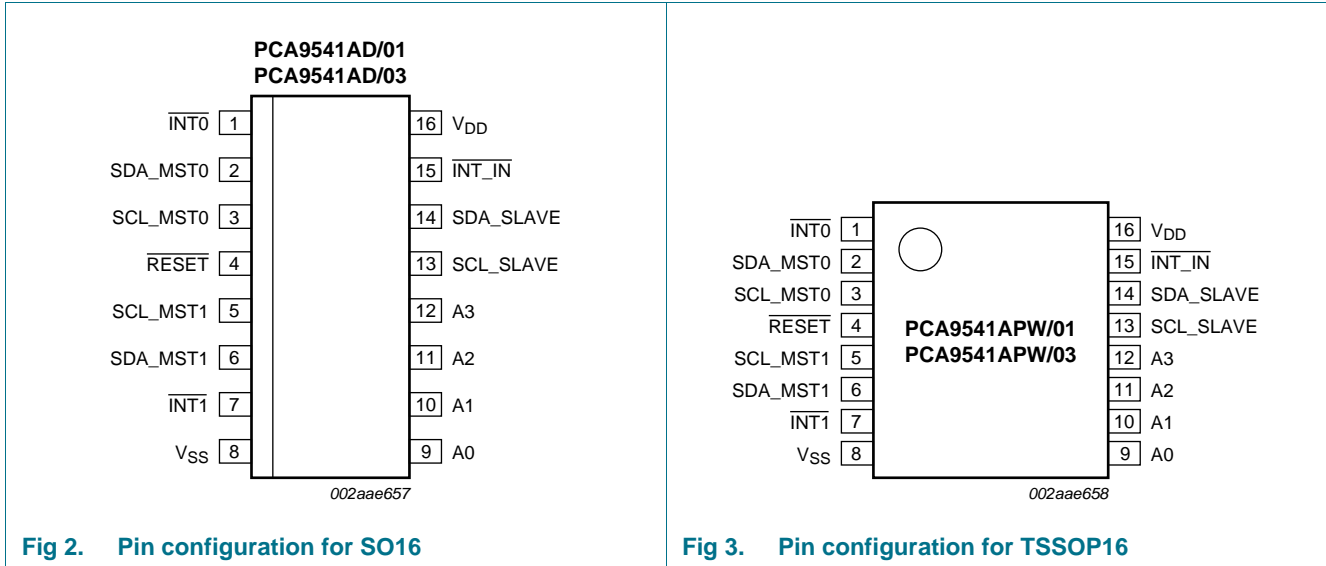 PCA9541AD/01
PCA9541AD/03
INT0 1
SDA_MST0 2
SCL_MST0 3
RESET 4
SCL_MST1 5
SDA_MST1 6
INT1 7
VSS 8
16 VDD
15 INT_IN
14 SDA_SLAVE
13 SCL_SLAVE
12 A3
11 A2
10 A1
9 A0
002aae657
Fig 2. Pin configuration for SO16
INT0 1
SDA_MST0 2
SCL_MST0 3
RESET 4
SCL_MST1 5
SDA_MST1 6
INT1 7
VSS 8
PCA9541APW/01
PCA9541APW/03
16 VDD
15 INT_IN
14 SDA_SLAVE
13 SCL_SLAVE
12 A3
11 A2
10 A1
9 A0
002aae658
Fig 3. Pin configuration for TSSOP16